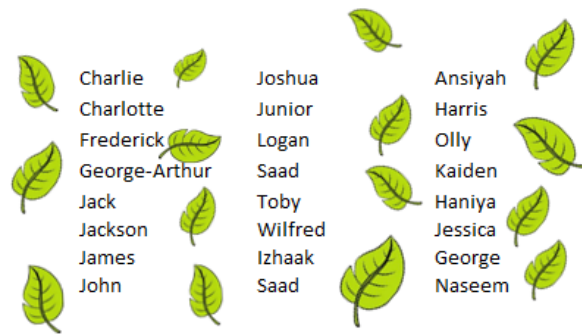 Charlie
Charlotte
Frederick
George-Arthur
Jack
Jackson
James
John
Joshua
Junior
Logan
Saad
Toby
Wilfred
Izhaak
Saad
Ansiyah
Harris
Olly
Kaiden
Haniya
Jessica
George
Naseem